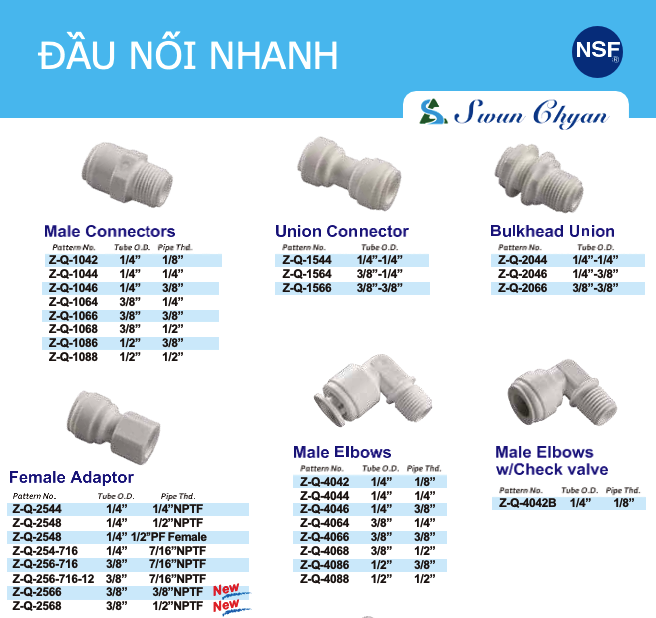 ĐẦU NỐI NHANH
NSF®
Swan Chyan
Male Connectors
Pattern No. Tube O.D. Pipe Thd.
Z-Q-1042 1/4” 1/8”
Z-Q-1044 1/4” 1/4”
Z-Q-1046 1/4” 3/8”
Z-Q-1064 3/8” 1/4”
Z-Q-1066 3/8” 3/8”
Z-Q-1068 3/8” 1/2”
Z-Q-1086 1/2” 3/8”
Z-Q-1088 1/2” 1/2”
Union Connector
Pattern No. Tube O.D.
Z-Q-1544 1/4”-1/4”
Z-Q-1564 3/8”-1/4”
Z-Q-1566 3/8”-3/8”
Bulkhead Union
Pattern No. Tube O.D.
Z-Q-2044 1/4”-1/4”
Z-Q-2046 1/4”-3/8”
Z-Q-2066 3/8”-3/8”
Female Adaptor
Pattern No. Tube O.D. Pipe Thd.
Z-Q-2544 1/4” 1/4”NPTF
Z-Q-2548 1/4” 1/2”NPTF
Z-Q-2548 1/4” 1/2”PF Female
Z-Q-254-716 1/4” 7/16”NPTF
Z-Q-256-716 3/8” 7/16”NPTF
Z-Q-256-716-12 3/8” 7/16”NPTF
Z-Q-2566 3/8” 3/8”NPTF New
Z-Q-2568 3/8” 1/2”NPTF New
Male Elbows
Pattern No. Tube O.D. Pipe Thd.
Z-Q-4042 1/4” 1/8”
Z-Q-4044 1/4” 1/4”
Z-Q-4046 1/4” 3/8”
Z-Q-4064 3/8” 1/4”
Z-Q-4066 3/8” 3/8”
Z-Q-4068 3/8” 1/2”
Z-Q-4086 1/2” 3/8”
Z-Q-4088 1/2” 1/2”
Male Elbows
w/Check valve
Pattern No. Tube O.D. Pipe Thd.
Z-Q-4042B 1/4” 1/8”